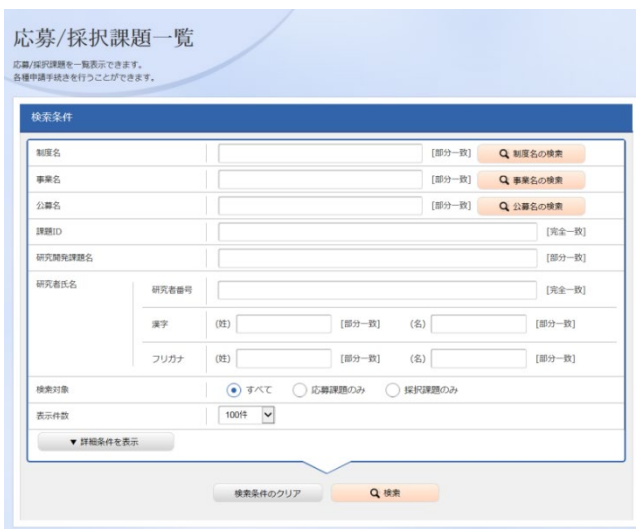 応募/採択課題一覧
応募/採択課題を一覧表示できます。
各種申請手続きを行うことができます。
検索条件
制度名 [部分一致] 制度名の検索
事業名 [部分一致] 事業名の検索
公募名 [部分一致] 公募名の検索
課題ID [完全一致]
研究開発課題名 [部分一致]
研究者氏名 研究者番号 [完全一致]
漢字 (姓) [部分一致] (名) [部分一致]
フリガナ (姓) [部分一致] (名) [部分一致]
検索対象 すべて 応募課題のみ 採択課題のみ
表示件数 100件
▼ 詳細条件を表示
検索条件のクリア 検索